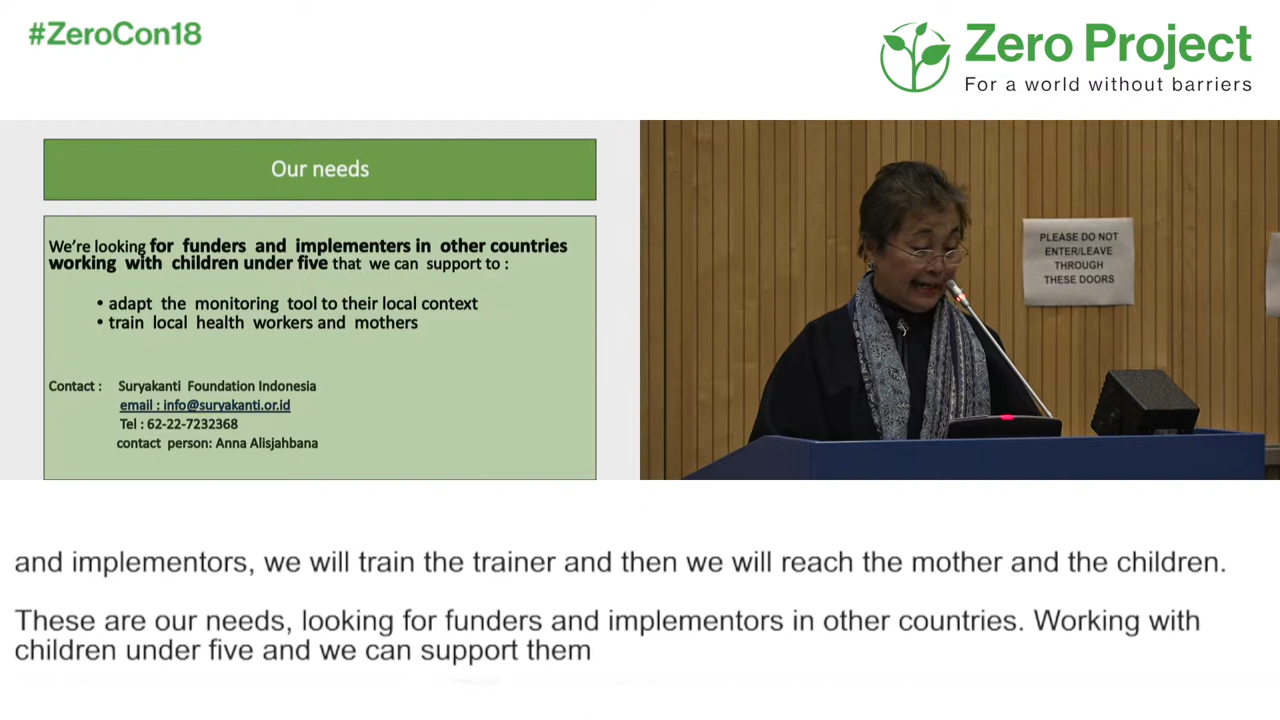 #ZeroCon18
Zero Project
For a world without barriers
Our needs
We're looking for funders and implementers in other countries
working with children under five that we can support to :
• adapt the monitoring tool to their local context
• train local health workers and mothers
Contact : Suryakanti Foundation Indonesia
email : info@suryakanti.or.id
Tel : 62-22-7232368
contact person: Anna Alisjahbana
PLEASE DO NOT
ENTER/LEAVE
THROUGH
THESE DOORS
and implementors, we will train the trainer and then we will reach the mother and the children.
These are our needs, looking for funders and implementors in other countries. Working with
children under five and we can support them